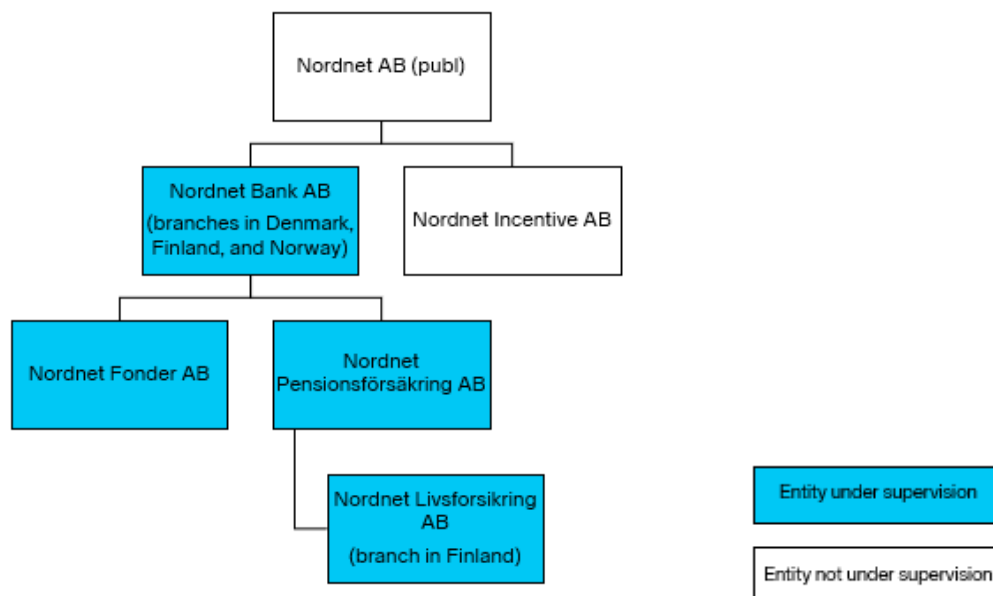 Nordnet AB (publ)
Nordnet Bank AB
(branches in Denmark,
Finland, and Norway)
Nordnet Incentive AB
Nordnet Fonder AB
Nordnet
Pensionsförsäkring AB
Nordnet Livsforsikring
AB
(branch in Finland)
Entity under supervision
Entity not under supervision